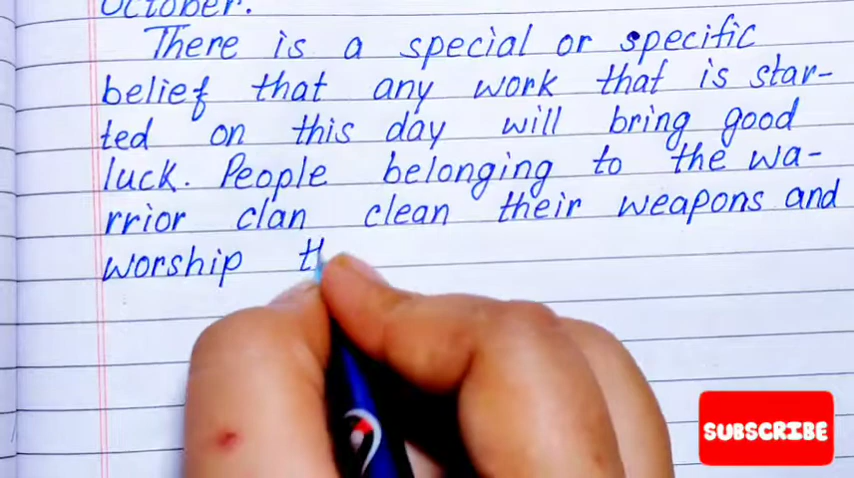 October.
There is a special or specific
belief that any work that is star-
ted on this day will bring good
luck. People belonging to the wa-
rrior clan clean their weapons and
worship th
SUBSCRIBE